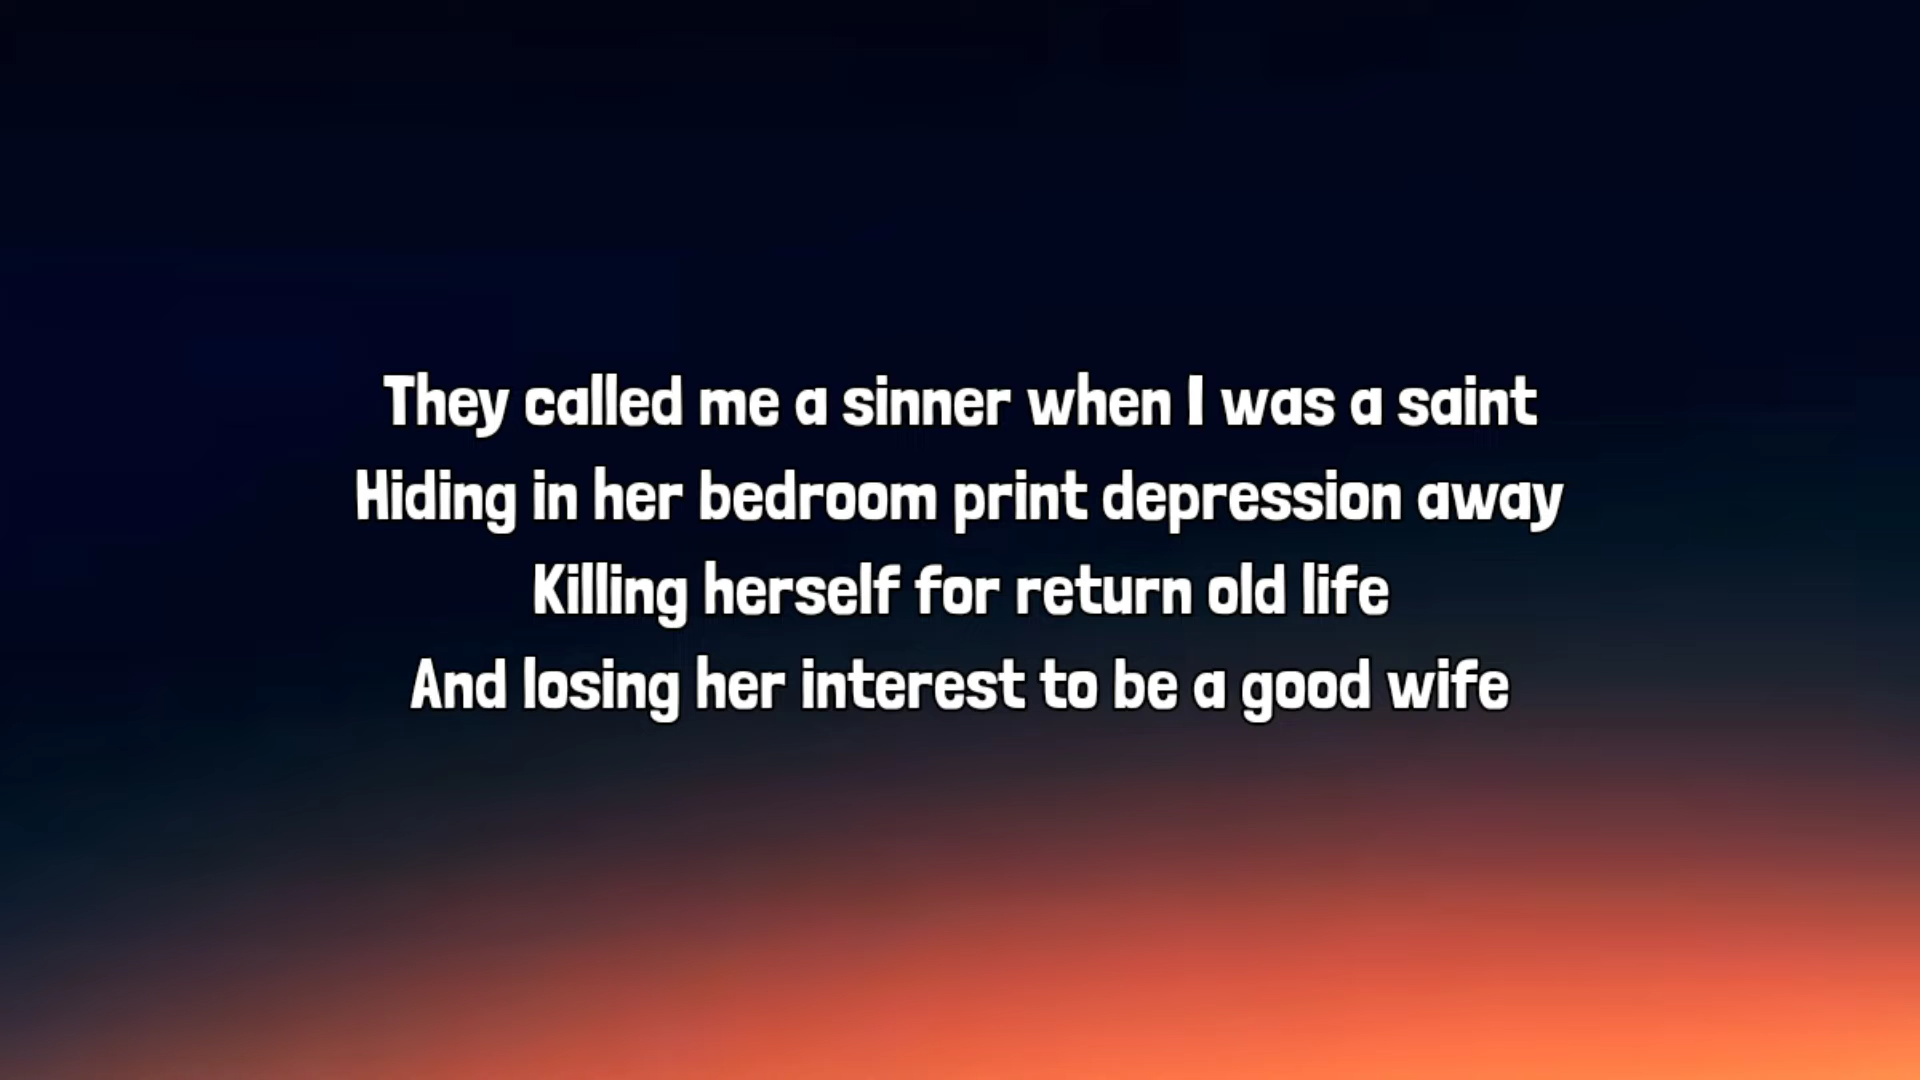 They called me a sinner when I was a saint
Hiding in her bedroom print depression away
Killing herself for return old life
And losing her interest to be a good wife